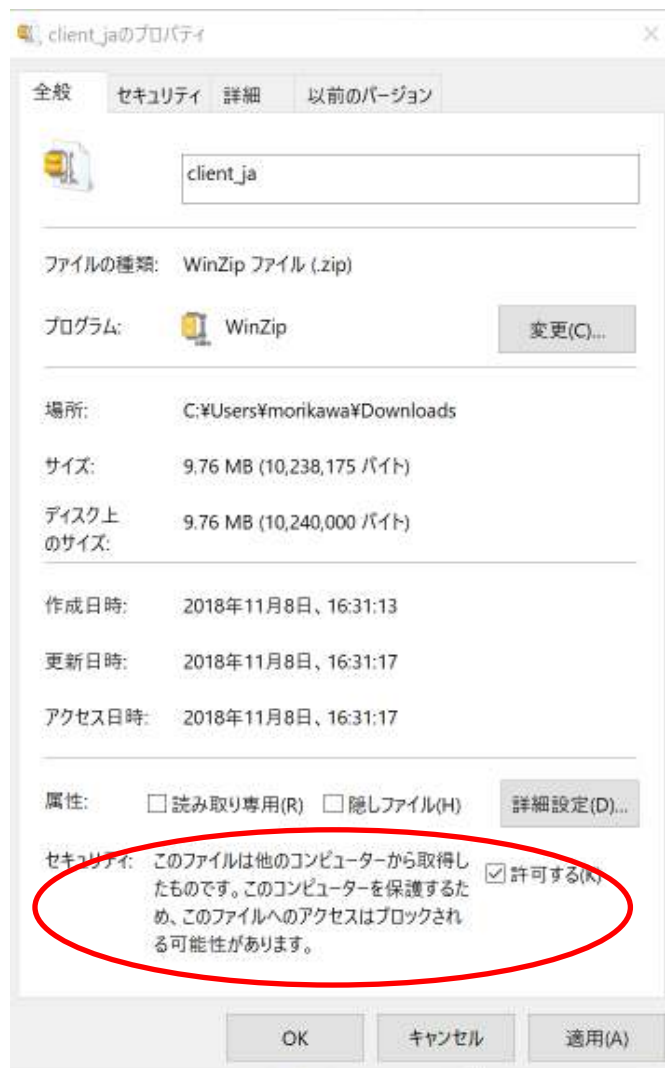 client_jaのプロパティ
全般 セキュリティ 詳細 以前のバージョン
client_ja
ファイルの種類: WinZip ファイル (.zip)
プログラム: WinZip 変更(C)...
場所: C:¥Users¥morikawa¥Downloads
サイズ: 9.76 MB (10,238,175 バイト)
ディスク上
のサイズ: 9.76 MB (10,240,000 バイト)
作成日時: 2018年11月8日、16:31:13
更新日時: 2018年11月8日、16:31:17
アクセス日時: 2018年11月8日、16:31:17
属性: 読み取り専用(R) 隠しファイル(H) 詳細設定(D)...
セキュリティ: このファイルは他のコンピューターから取得し
たものです。このコンピューターを保護するた
め、このファイルへのアクセスはブロックされ
る可能性があります。
許可する(K)
OK キャンセル 適用(A)